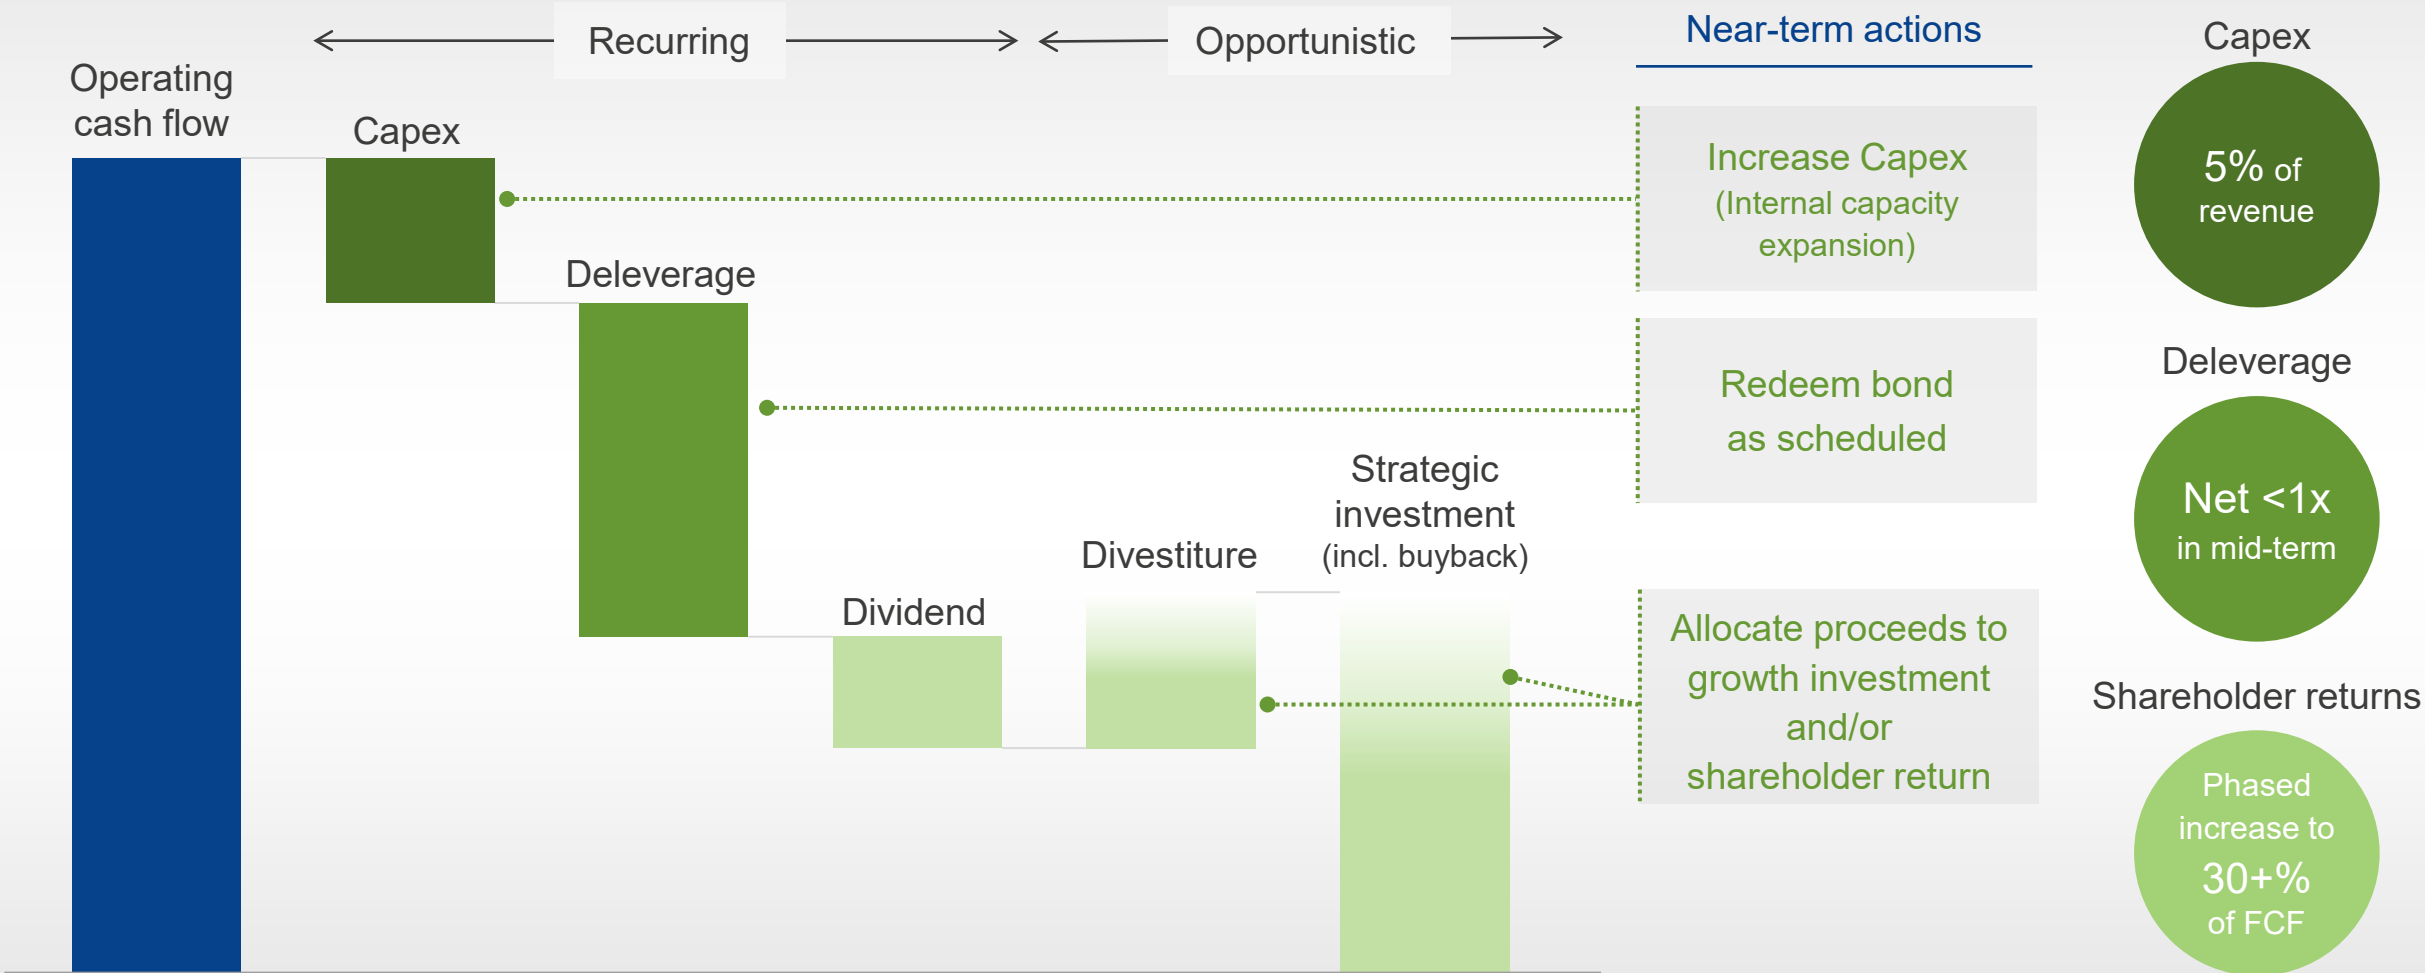 Recurring
Opportunistic
Operating
cash flow
Capex
Deleverage
Dividend
Divestiture
Strategic
investment
(incl. buyback)
Near-term actions
Increase Capex
(Internal capacity
expansion)
Redeem bond
as scheduled
Allocate proceeds to
growth investment
and/or
shareholder return
Capex
5% of
revenue
Deleverage
Net <1x
in mid-term
Shareholder returns
Phased
increase to
30+%
of FCF